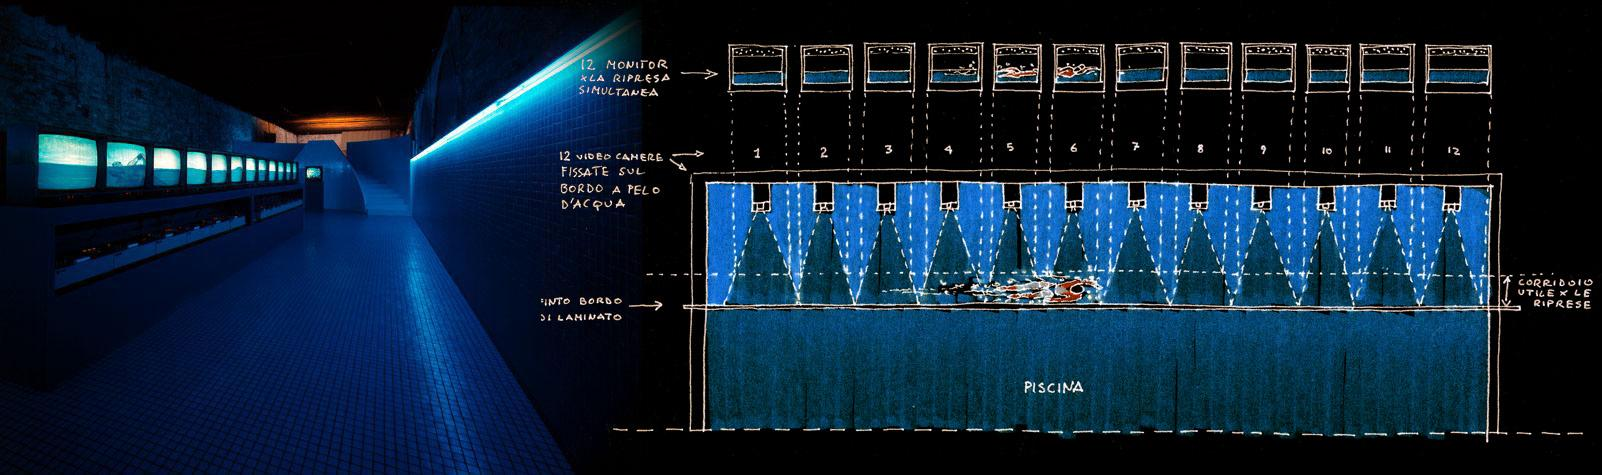 12 MONITOR
X LA RIPRESA
SIMULTANEA
12 VIDEO CAMERE
FISSATE SUL
BORDO A PELO
D'ACQUA
1 2 3 4 5 6 7 8 9 10 11 12
FINTO BORDO
DI LAMINATO
CORRIDOIO
UTILE X LE
RIPRESE
PISCINA